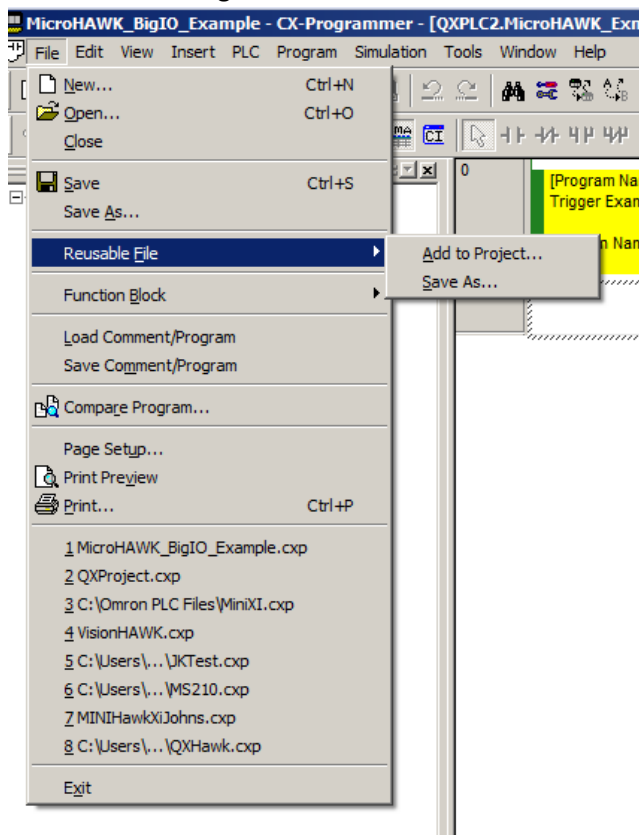 MicroHAWK_BigIO_Example - CX-Programmer - [QXPLC2.MicroHAWK_Exm
File Edit View Insert PLC Program Simulation Tools Window Help
New... Ctrl+N
Open... Ctrl+O
Close
Save Ctrl+S
Save As...
Reusable File
Add to Project...
Save As...
Function Block
Load Comment/Program
Save Comment/Program
Compare Program...
Page Setup...
Print Preview
Print... Ctrl+P
1 MicroHAWK_BigIO_Example.cxp
2 QXProject.cxp
3 C:\Omron PLC Files\MiniXI.cxp
4 VisionHAWK.cxp
5 C:\Users\...\JKTest.cxp
6 C:\Users\...\MS210.cxp
7 MINIHawkXiJohns.cxp
8 C:\Users\...\QXHawk.cxp
Exit
MA
CI
0
[Program Na
Trigger Exam
n Nam